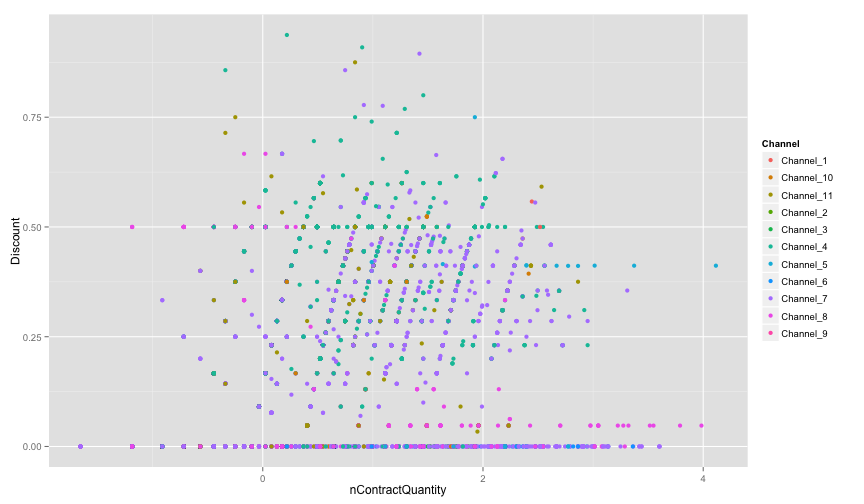 Discount
0.75
0.50
0.25
0.00
0
2
4
nContractQuantity
Channel
Channel_1
Channel_10
Channel_11
Channel_2
Channel_3
Channel_4
Channel_5
Channel_6
Channel_7
Channel_8
Channel_9